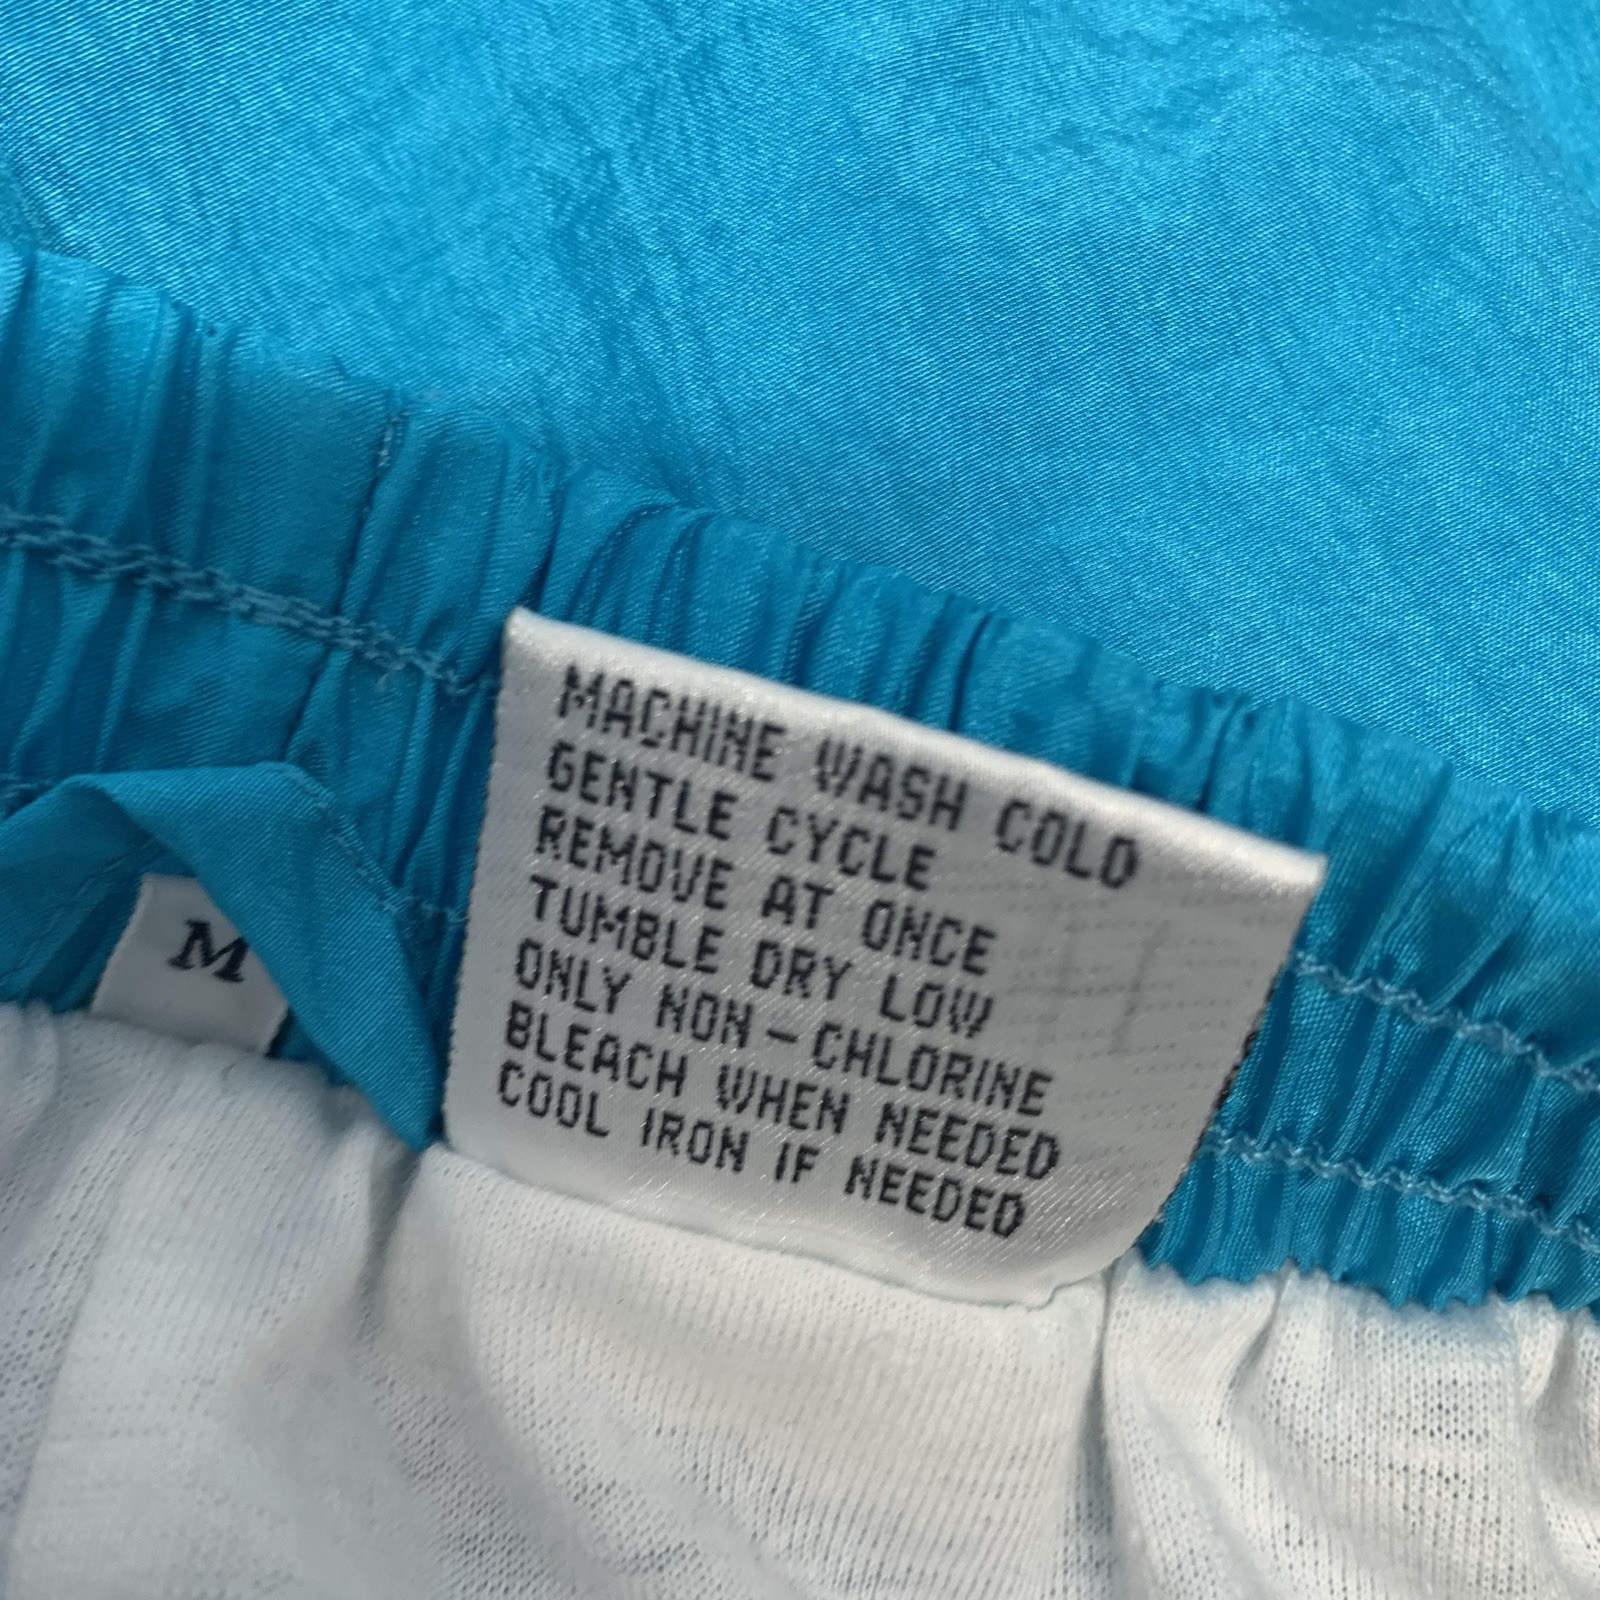 MACHINE WASH COLD
GENTLE CYCLE
REMOVE AT ONCE
TUMBLE DRY LOW
ONLY NON-CHLORINE
BLEACH WHEN NEEDED
COOL IRON IF NEEDED
M